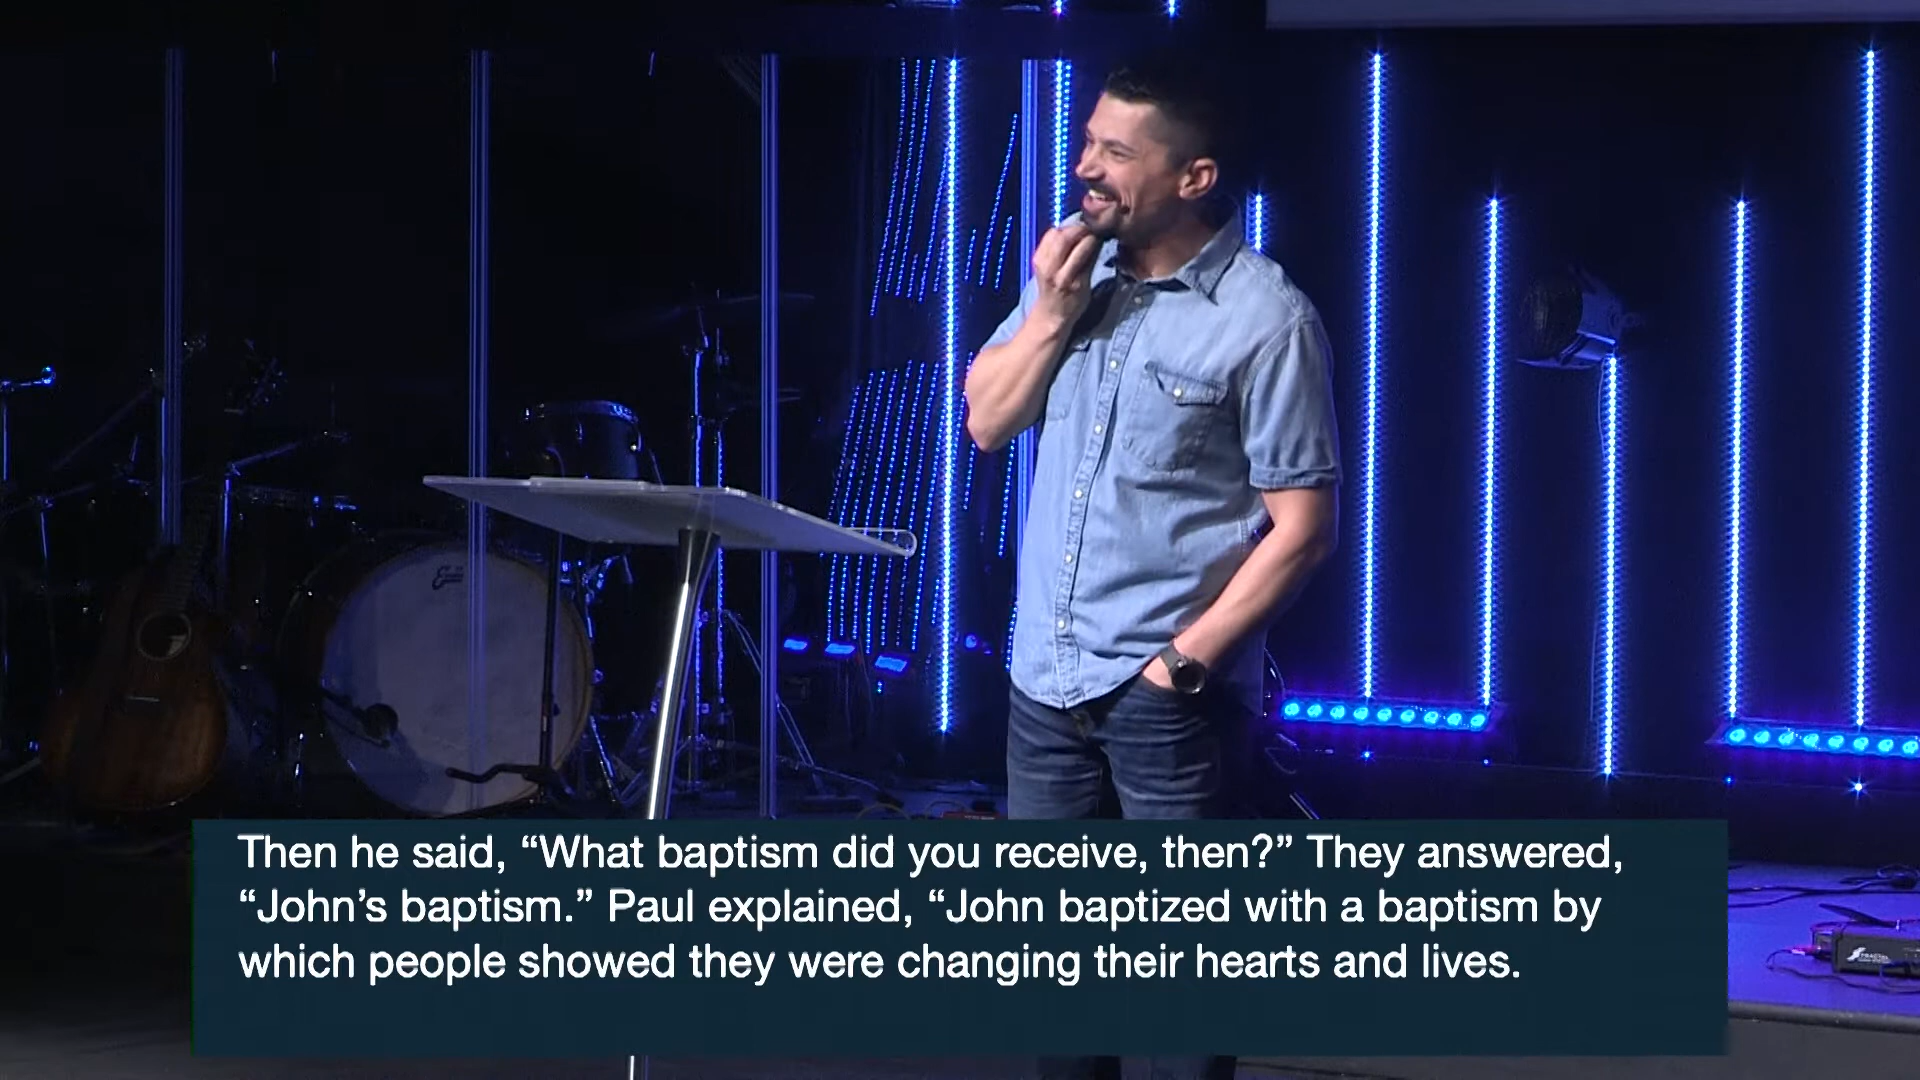 Then he said, “What baptism did you receive, then?” They answered,
“John’s baptism.” Paul explained, “John baptized with a baptism by
which people showed they were changing their hearts and lives.